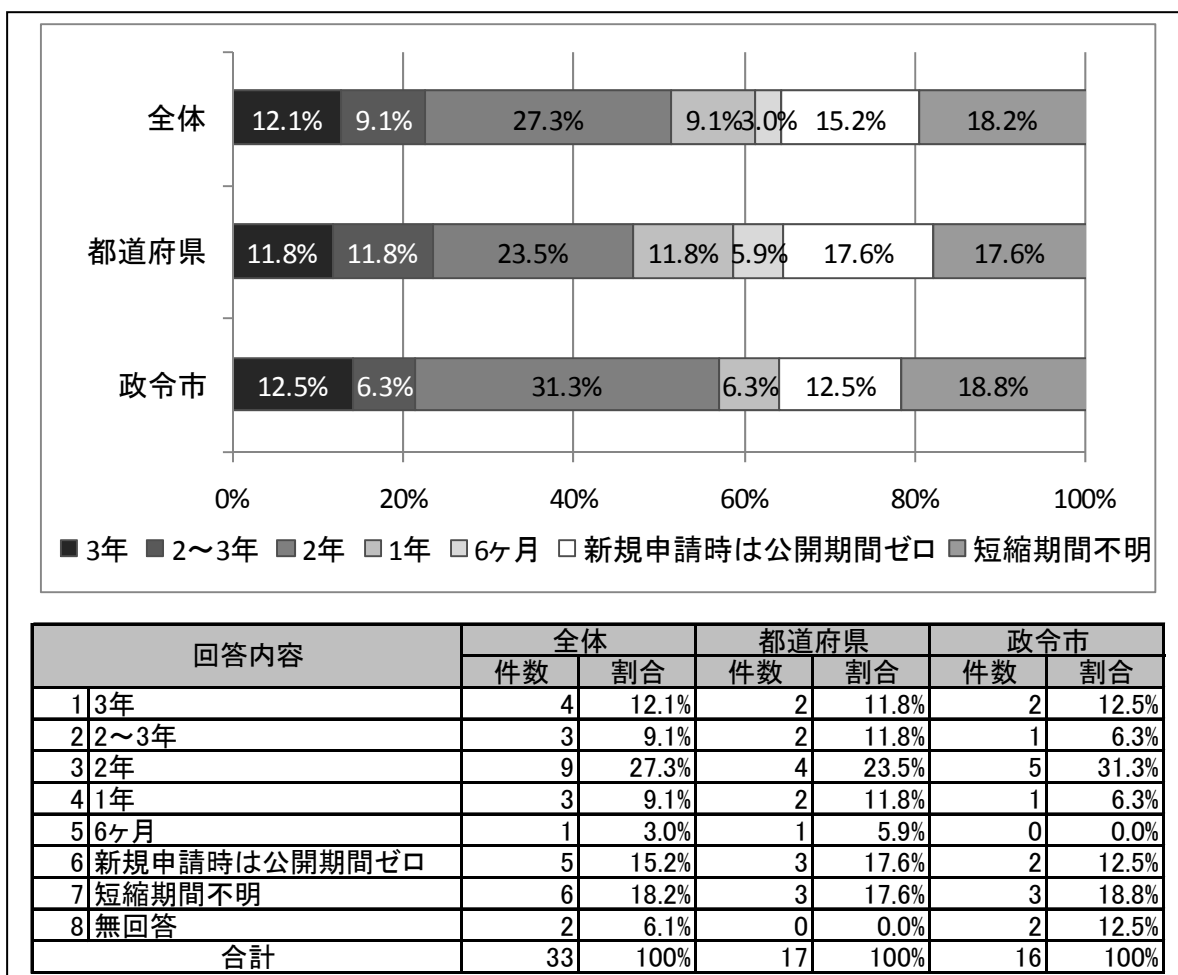 全体 12.1% 9.1% 27.3% 9.1% 3.0% 15.2% 18.2%
都道府県 11.8% 11.8% 23.5% 11.8% 5.9% 17.6% 17.6%
政令市 12.5% 6.3% 31.3% 6.3% 12.5% 18.8%
0% 20% 40% 60% 80% 100%
3年 2～3年 2年 1年 6ヶ月 新規申請時は公開期間ゼロ 短縮期間不明
回答内容 全体 都道府県 政令市
件数 割合 件数 割合 件数 割合
1 3年 4 12.1% 2 11.8% 2 12.5%
2 2～3年 3 9.1% 2 11.8% 1 6.3%
3 2年 9 27.3% 4 23.5% 5 31.3%
4 1年 3 9.1% 2 11.8% 1 6.3%
5 6ヶ月 1 3.0% 1 5.9% 0 0.0%
6 新規申請時は公開期間ゼロ 5 15.2% 3 17.6% 2 12.5%
7 短縮期間不明 6 18.2% 3 17.6% 3 18.8%
8 無回答 2 6.1% 0 0.0% 2 12.5%
合計 33 100% 17 100% 16 100%